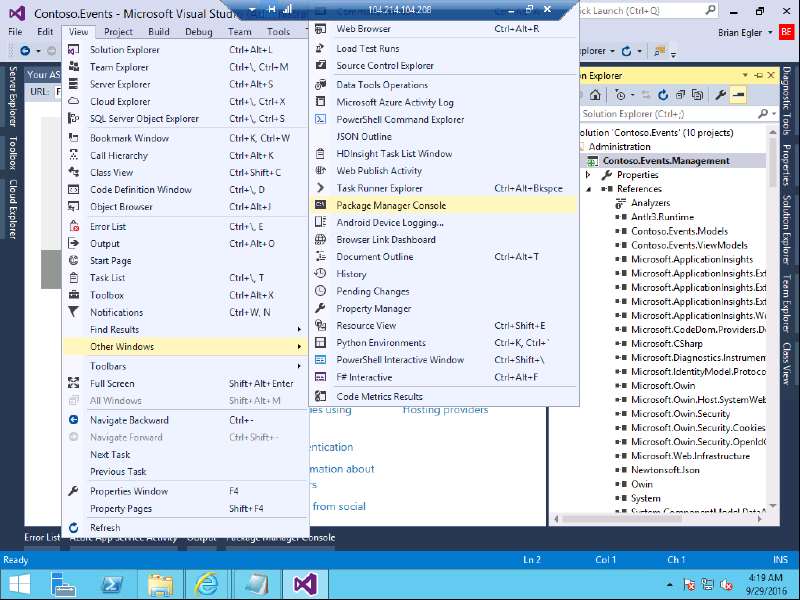 Contoso.Events - Microsoft Visual Stud
104.214.104.208
ck Launch (Ctrl+Q)
File Edit View Project Build Debug Team Tools
Brian Egler BE
plorer
Server Explorer
Toolbox
Cloud Explorer
Your AS
URL:
Solution Explorer Ctrl+Alt+L
Team Explorer Ctrl+\, Ctrl+M
Server Explorer Ctrl+Alt+S
Cloud Explorer Ctrl+\, Ctrl+X
SQL Server Object Explorer Ctrl+\, Ctrl+S
Bookmark Window Ctrl+K, Ctrl+W
Call Hierarchy Ctrl+Alt+K
Class View Ctrl+Shift+C
Code Definition Window Ctrl+\, D
Object Browser Ctrl+Alt+J
Error List Ctrl+\, E
Output Ctrl+Alt+O
Start Page
Task List Ctrl+\, T
Toolbox Ctrl+Alt+X
Notifications Ctrl+W, N
Find Results
Other Windows
Toolbars
Full Screen Shift+Alt+Enter
All Windows Shift+Alt+M
Navigate Backward Ctrl+-
Navigate Forward Ctrl+Shift+-
Next Task
Previous Task
Properties Window F4
Property Pages Shift+F4
Refresh
Web Browser Ctrl+Alt+R
Load Test Runs
Source Control Explorer
Data Tools Operations
Microsoft Azure Activity Log
PowerShell Command Explorer
JSON Outline
HDInsight Task List Window
Web Publish Activity
Task Runner Explorer Ctrl+Alt+Bkspce
Package Manager Console
Android Device Logging...
Browser Link Dashboard
Document Outline Ctrl+Alt+T
History
Pending Changes
Property Manager
Resource View Ctrl+Shift+E
Python Environments Ctrl+K, Ctrl+`
PowerShell Interactive Window Ctrl+Shift+\
F# Interactive Ctrl+Alt+F
Code Metrics Results
les using Hosting providers
entication
mation about
rs
from social
on Explorer
Solution Explorer (Ctrl+;)
olution 'Contoso.Events' (10 projects)
Administration
Contoso.Events.Management
Properties
References
Analyzers
Antlr3.Runtime
Contoso.Events.Models
Contoso.Events.ViewModels
Microsoft.ApplicationInsights
Microsoft.ApplicationInsights.Ext
Microsoft.ApplicationInsights.Ext
Microsoft.ApplicationInsights.W
Microsoft.CodeDom.Providers.D
Microsoft.CSharp
Microsoft.Diagnostics.Instrumen
Microsoft.IdentityModel.Protoco
Microsoft.Owin
Microsoft.Owin.Host.SystemWeb
Microsoft.Owin.Security
Microsoft.Owin.Security.Cookies
Microsoft.Owin.Security.OpenId
Microsoft.Web.Infrastructure
Newtonsoft.Json
Owin
System
System.ComponentModel.DataA
Diagnostic Tools
Properties
Solution Explorer
Team Explorer
Class View
Error List Azure App Service Activity Output Package Manager Console
Ready Ln 2 Col 1 Ch 1 INS
4:19 AM
9/29/2016